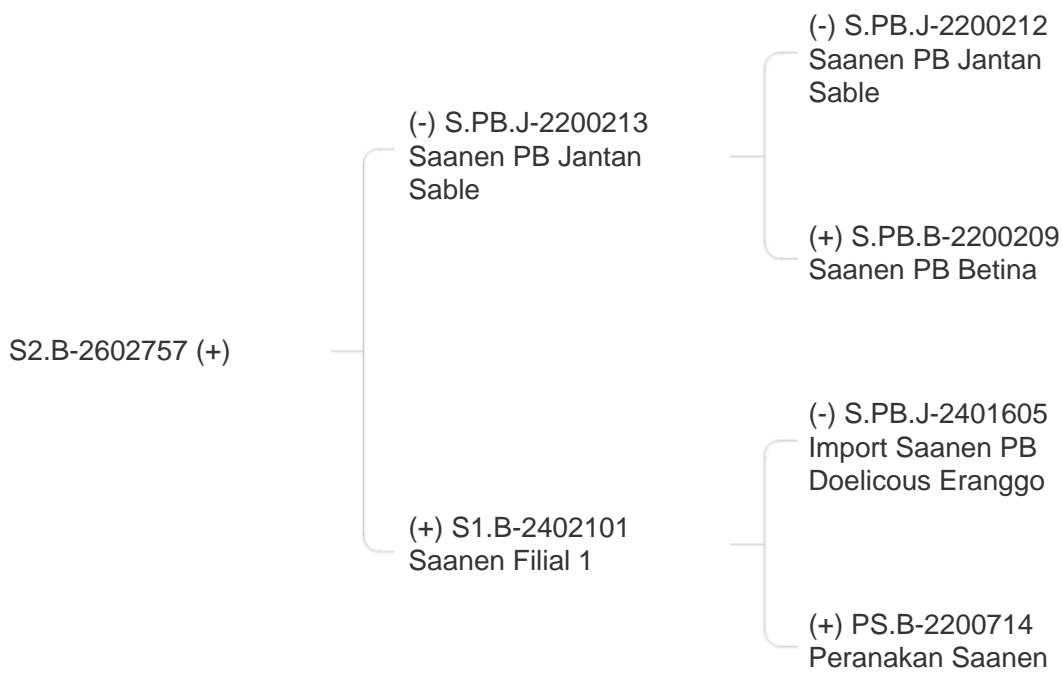 (-) S.PB.J-2200212
Saanen PB Jantan
Sable
(-) S.PB.J-2200213
Saanen PB Jantan
Sable
(+) S.PB.B-2200209
Saanen PB Betina
S2.B-2602757 (+)
(-) S.PB.J-2401605
Import Saanen PB
Doelicous Eranggo
(+) S1.B-2402101
Saanen Filial 1
(+) PS.B-2200714
Peranakan Saanen